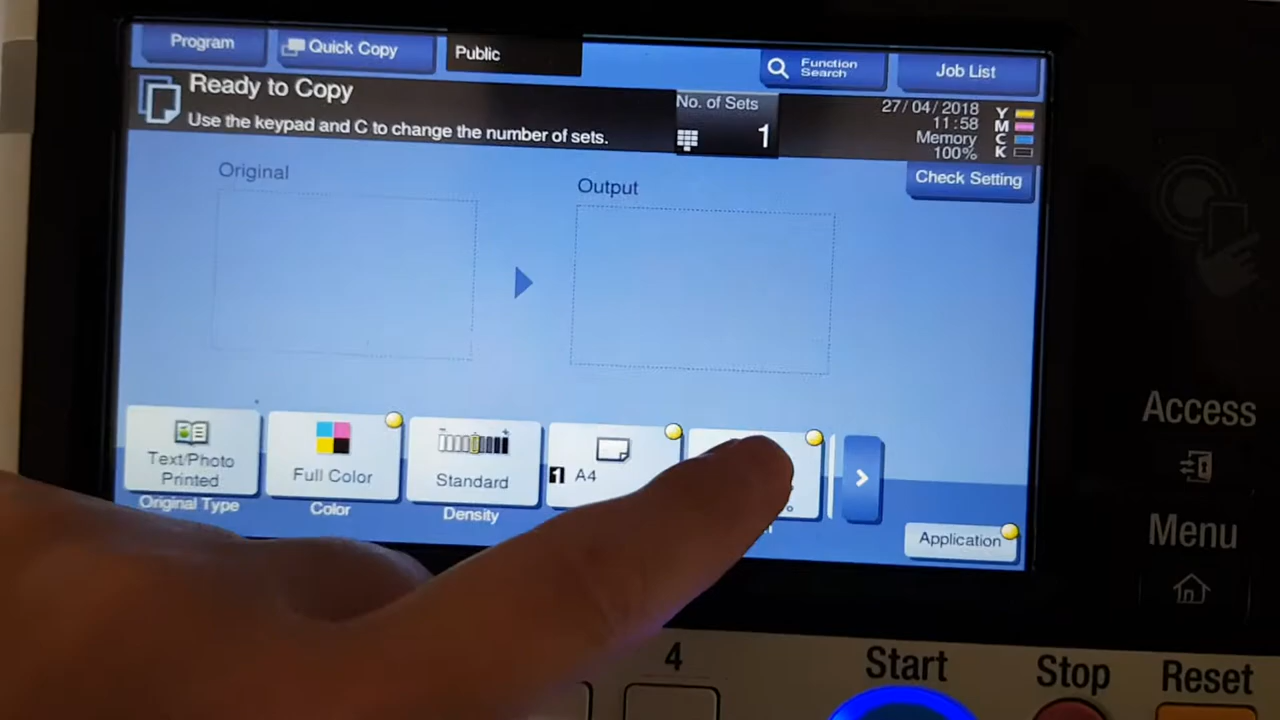 Program
Quick Copy
Public
Function
Search
Job List
Ready to Copy
Use the keypad and C to change the number of sets.
No. of Sets
1
27/04/2018
11:58
Memory
100%
Y
M
C
K
Check Setting
Original
Output
Text/Photo
Printed
Original Type
Full Color
Color
Standard
Density
1 A4
Application
Access
Menu
4
Start
Stop
Reset